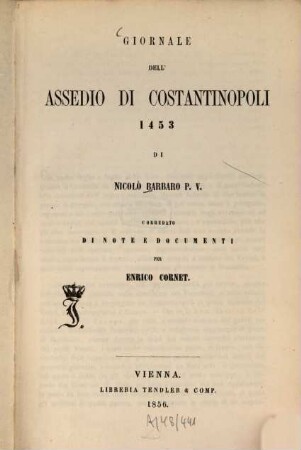 GIORNALE
DELL'
ASSEDIO DI COSTANTINOPOLI
1453
DI
NICOLÒ BARBARO P. V.
CORREDATO
DI NOTE E DOCUMENTI
PER
ENRICO CORNET.
VIENNA.
LIBRERIA TENDLER & COMP.
1856.